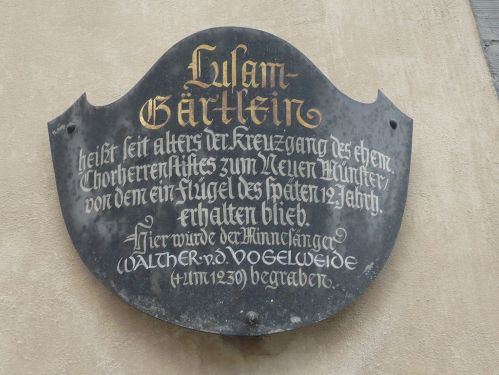 Lusam-
Gärtlein
heißt seit alters der Kreuzgang des ehem.
Chorherrenstiftes zum Neuen Münster,
von dem ein Flügel des späten 12. Jahrh.
erhalten blieb.
Hier wurde der Minnesänger
WALTHER v. d. VOGELWEIDE
(+ um 1230) begraben.